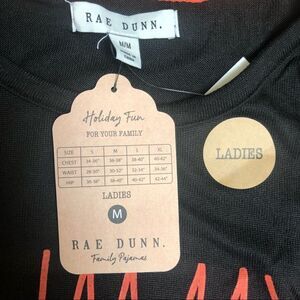 RAE DUNN.
M/M
Holiday Fun
FOR YOUR FAMILY
SIZE S M L XL
CHEST 34-36" 36-38" 38-40" 40-42"
WAIST 28-30" 30-32" 32-34" 34-36"
HIP 36-38" 38-40" 40-42" 42-44"
LADIES
M
RAE DUNN.
Family Pajamas
LADIES